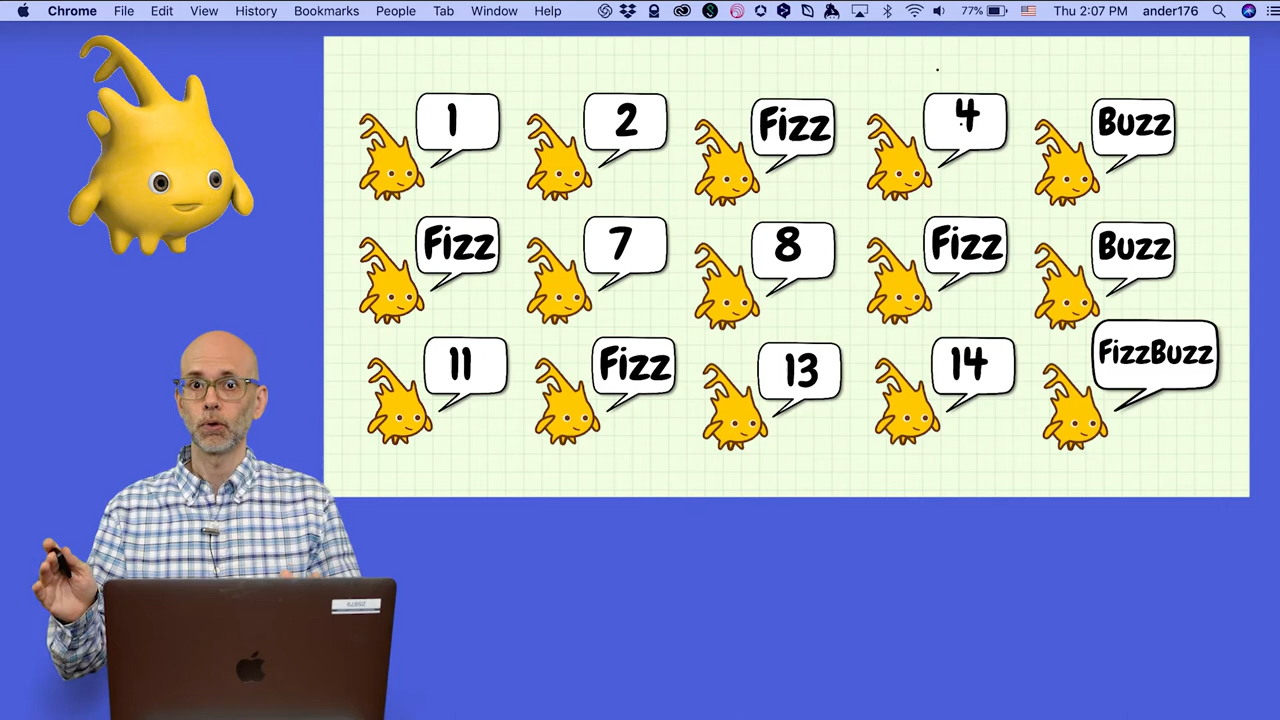 Chrome File Edit View History Bookmarks People Tab Window Help 77% Thu 2:07 PM ander176
1 2 Fizz 4 Buzz
Fizz 7 8 Fizz Buzz
11 Fizz 13 14 FizzBuzz